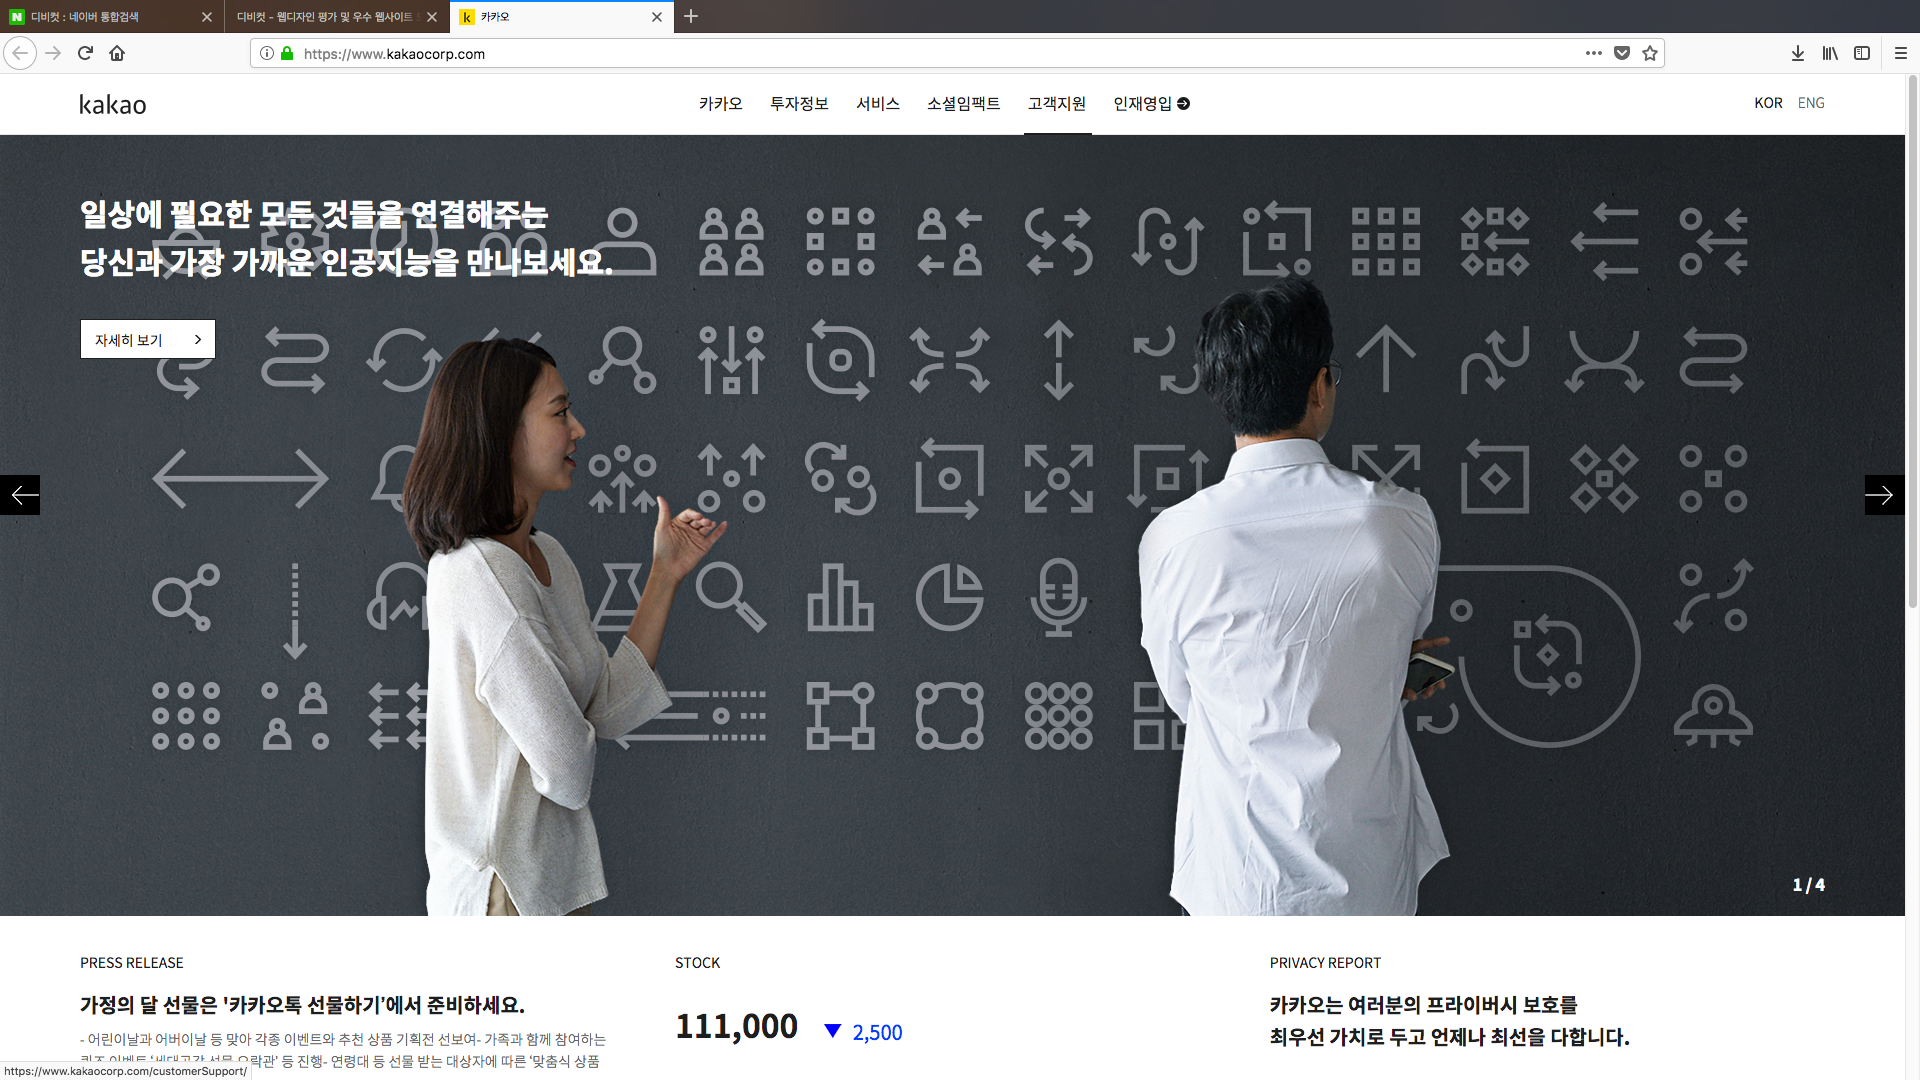 디비컷 : 네이버 통합검색
디비컷 - 웹디자인 평가 및 우수 웹사이트
카카오
https://www.kakaocorp.com
kakao
카카오 투자정보 서비스 소셜임팩트 고객지원 인재영입
KOR ENG
일상에 필요한 모든 것들을 연결해주는
당신과 가장 가까운 인공지능을 만나보세요.
자세히 보기
1 / 4
PRESS RELEASE
가정의 달 선물은 '카카오톡 선물하기'에서 준비하세요.
- 어린이날과 어버이날 등 맞아 각종 이벤트와 추천 상품 기획전 선보여- 가족과 함께 참여하는
퀴즈 이벤트 '세대공감 선물 오락관' 등 진행- 연령대 등 선물 받는 대상자에 따른 '맞춤식 상품
STOCK
111,000 ▼ 2,500
PRIVACY REPORT
카카오는 여러분의 프라이버시 보호를
최우선 가치로 두고 언제나 최선을 다합니다.
https://www.kakaocorp.com/customerSupport/